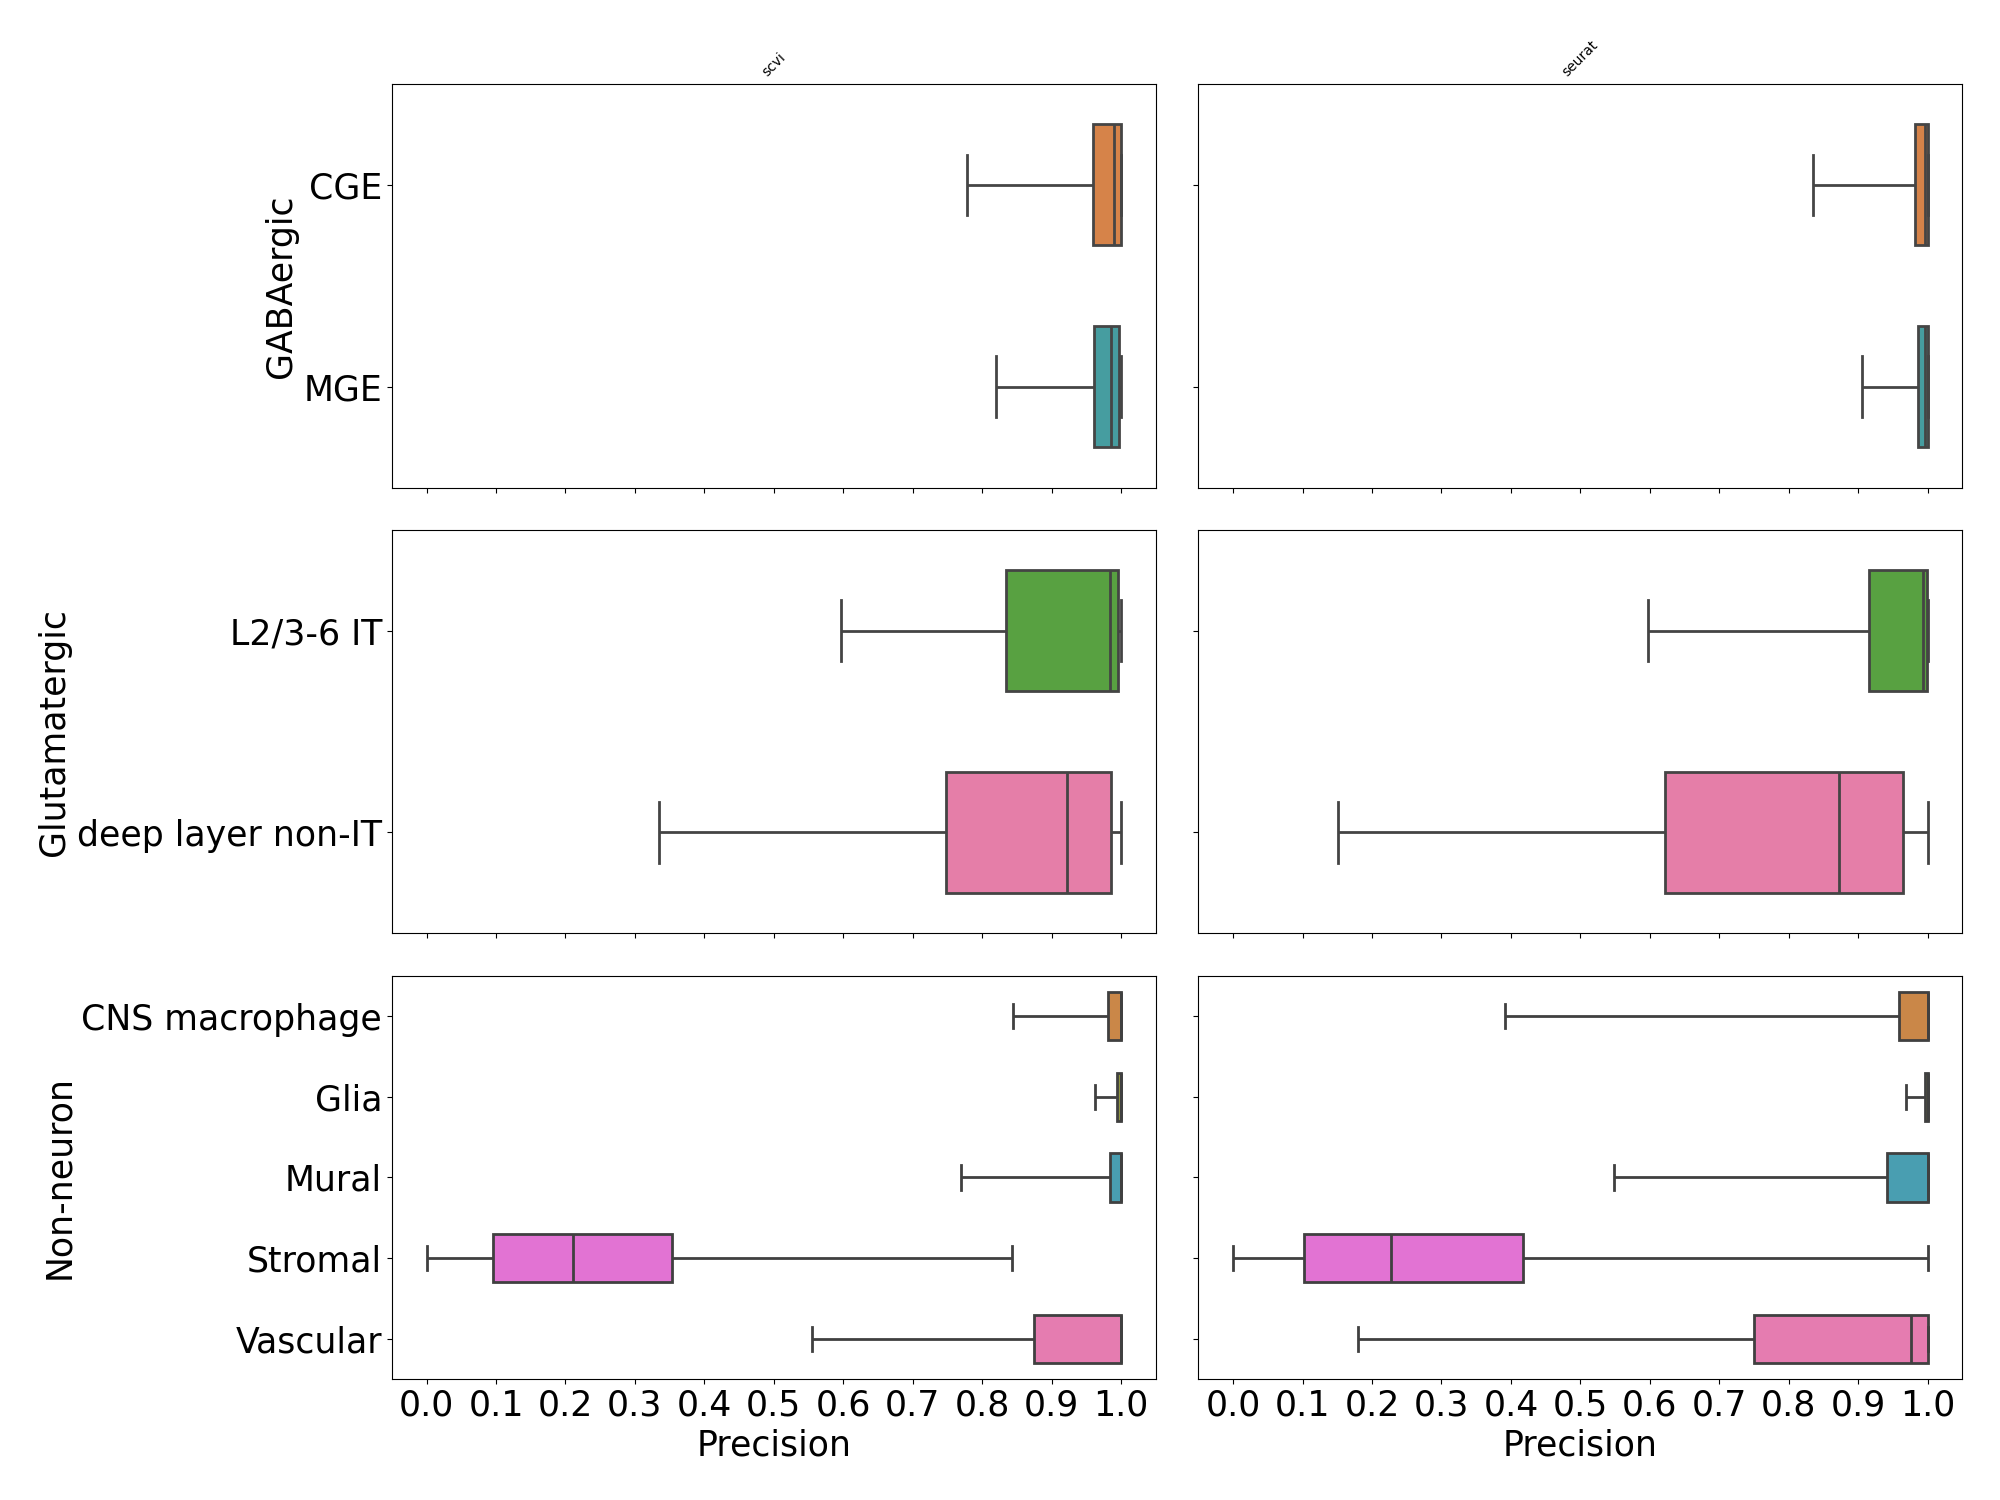 scvi
seurat
GABAergic
CGE
MGE
Glutamatergic
L2/3-6 IT
deep layer non-IT
Non-neuron
CNS macrophage
Glia
Mural
Stromal
Vascular
0.0 0.1 0.2 0.3 0.4 0.5 0.6 0.7 0.8 0.9 1.0
Precision
0.0 0.1 0.2 0.3 0.4 0.5 0.6 0.7 0.8 0.9 1.0
Precision